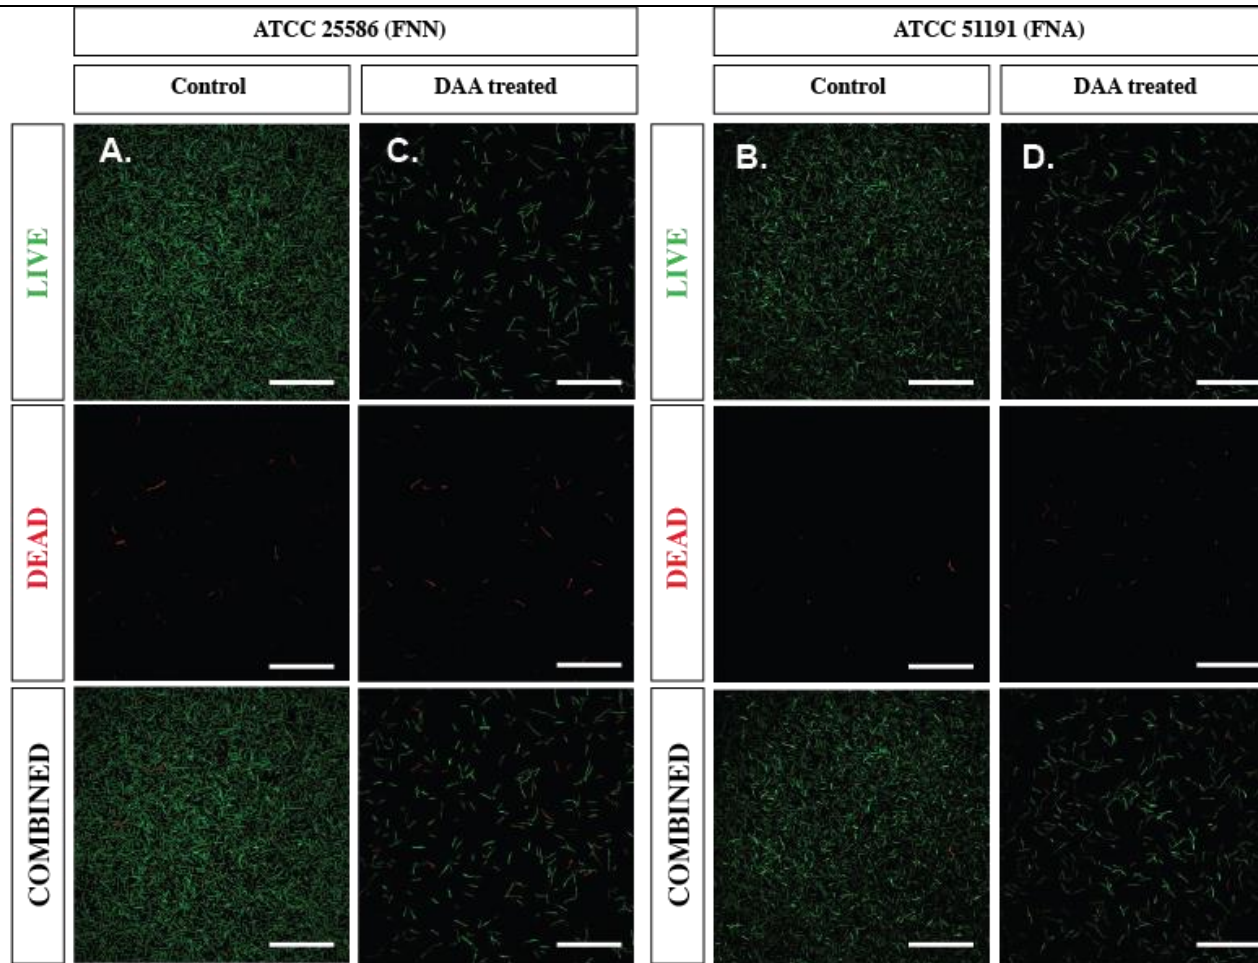 ATCC 25586 (FNN)
ATCC 51191 (FNA)
Control
DAA treated
Control
DAA treated
LIVE
A.
C.
LIVE
B.
D.
DEAD
DEAD
COMBINED
COMBINED